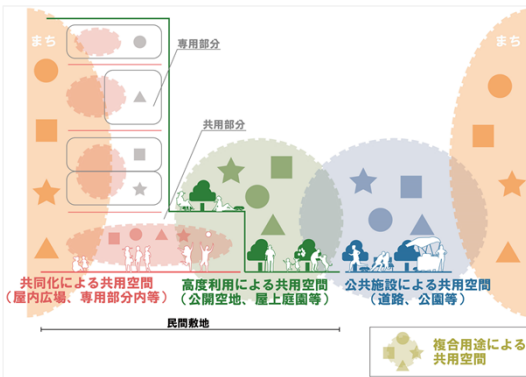 まち
まち
専用部分
共用部分
共同化による共用空間
（屋内広場、専用部分内等）
高度利用による共用空間
（公開空地、屋上庭園等）
公共施設による共用空間
（道路、公園等）
民間敷地
複合用途による
共用空間